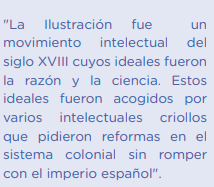 "La Ilustración fue un
movimiento intelectual del
siglo XVIII cuyos ideales fueron
la razón y la ciencia. Estos
ideales fueron acogidos por
varios intelectuales criollos
que pidieron reformas en el
sistema colonial sin romper
con el imperio español".